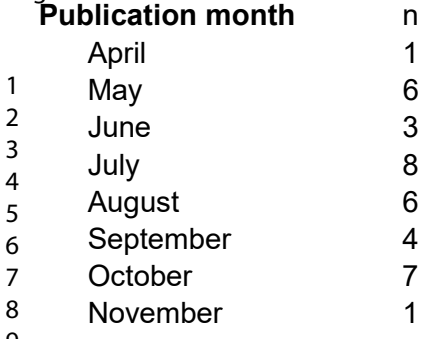 Publication month n
April 1
1 May 6
2 June 3
3 July 8
4
5 August 6
6 September 4
7 October 7
8 November 1